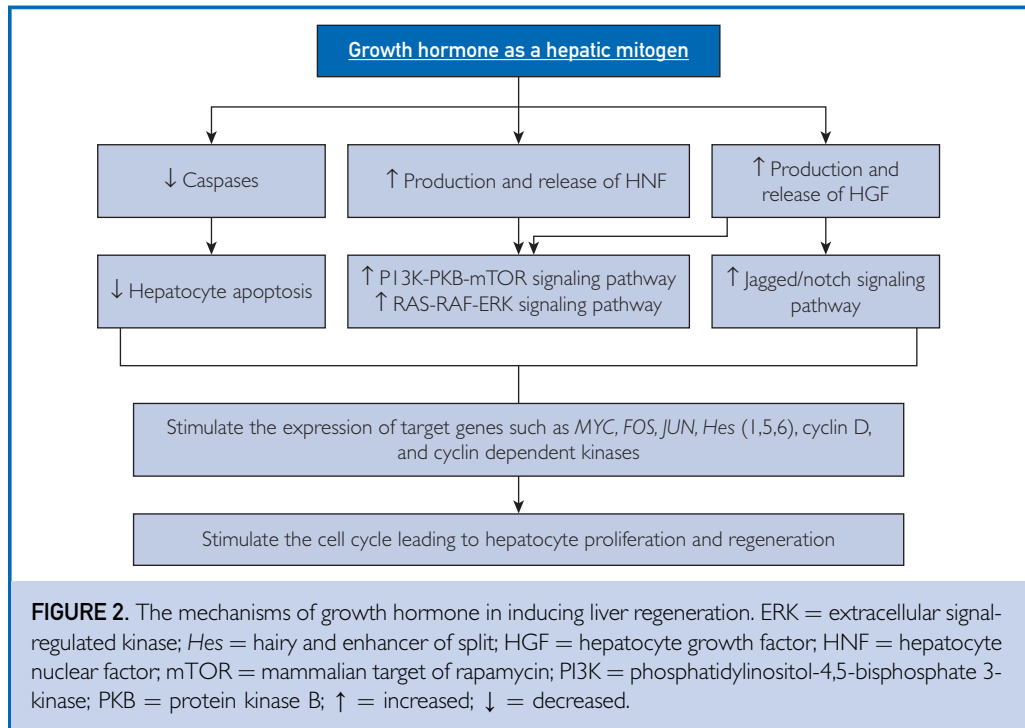 Growth hormone as a hepatic mitogen
↓ Caspases
↑ Production and release of HNF
↑ Production and
release of HGF
↓ Hepatocyte apoptosis
↑ P13K-PKB-mTOR signaling pathway
↑ RAS-RAF-ERK signaling pathway
↑ Jagged/notch signaling
pathway
Stimulate the expression of target genes such as MYC, FOS, JUN, Hes (1,5,6), cyclin D,
and cyclin dependent kinases
Stimulate the cell cycle leading to hepatocyte proliferation and regeneration
FIGURE 2. The mechanisms of growth hormone in inducing liver regeneration. ERK = extracellular signal-
regulated kinase; Hes = hairy and enhancer of split; HGF = hepatocyte growth factor; HNF = hepatocyte
nuclear factor; mTOR = mammalian target of rapamycin; PI3K = phosphatidylinositol-4,5-bisphosphate 3-
kinase; PKB = protein kinase B; ↑ = increased; ↓ = decreased.